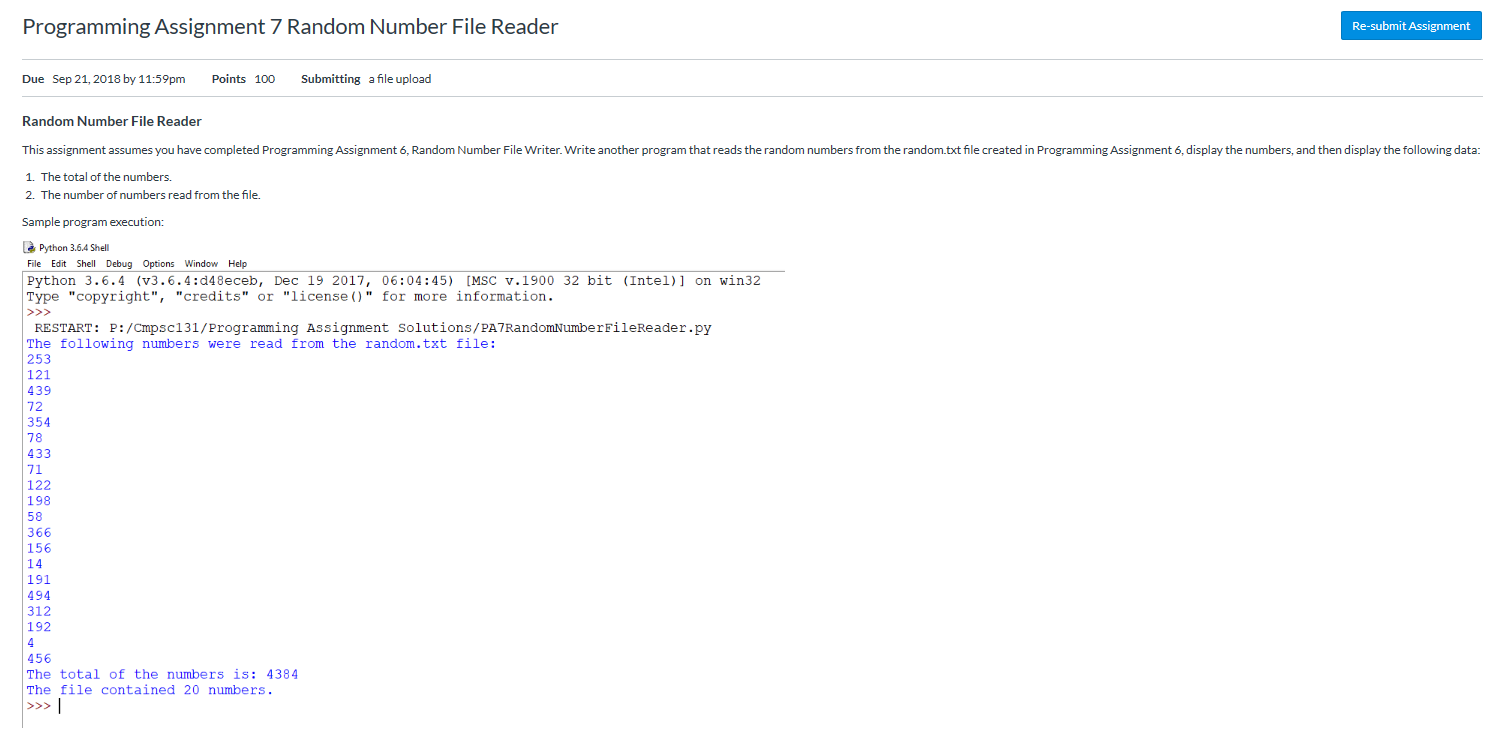 Programming Assignment 7 Random Number File Reader
Re-submit Assignment
Due Sep 21, 2018 by 11:59pm Points 100 Submitting a file upload
Random Number File Reader
This assignment assumes you have completed Programming Assignment 6, Random Number File Writer. Write another program that reads the random numbers from the random.txt file created in Programming Assignment 6, display the numbers, and then display the following data:
1. The total of the numbers.
2. The number of numbers read from the file.
Sample program execution:
Python 3.6.4 Shell
File Edit Shell Debug Options Window Help
Python 3.6.4 (v3.6.4:d48eceb, Dec 19 2017, 06:04:45) [MSC v.1900 32 bit (Intel)] on win32
Type "copyright", "credits" or "license()" for more information.
>>>
RESTART: P:/Cmpsc131/Programming Assignment Solutions/PA7RandomNumberFileReader.py
The following numbers were read from the random.txt file:
253
121
439
72
354
78
433
71
122
198
58
366
156
14
191
494
312
192
4
456
The total of the numbers is: 4384
The file contained 20 numbers.
>>>